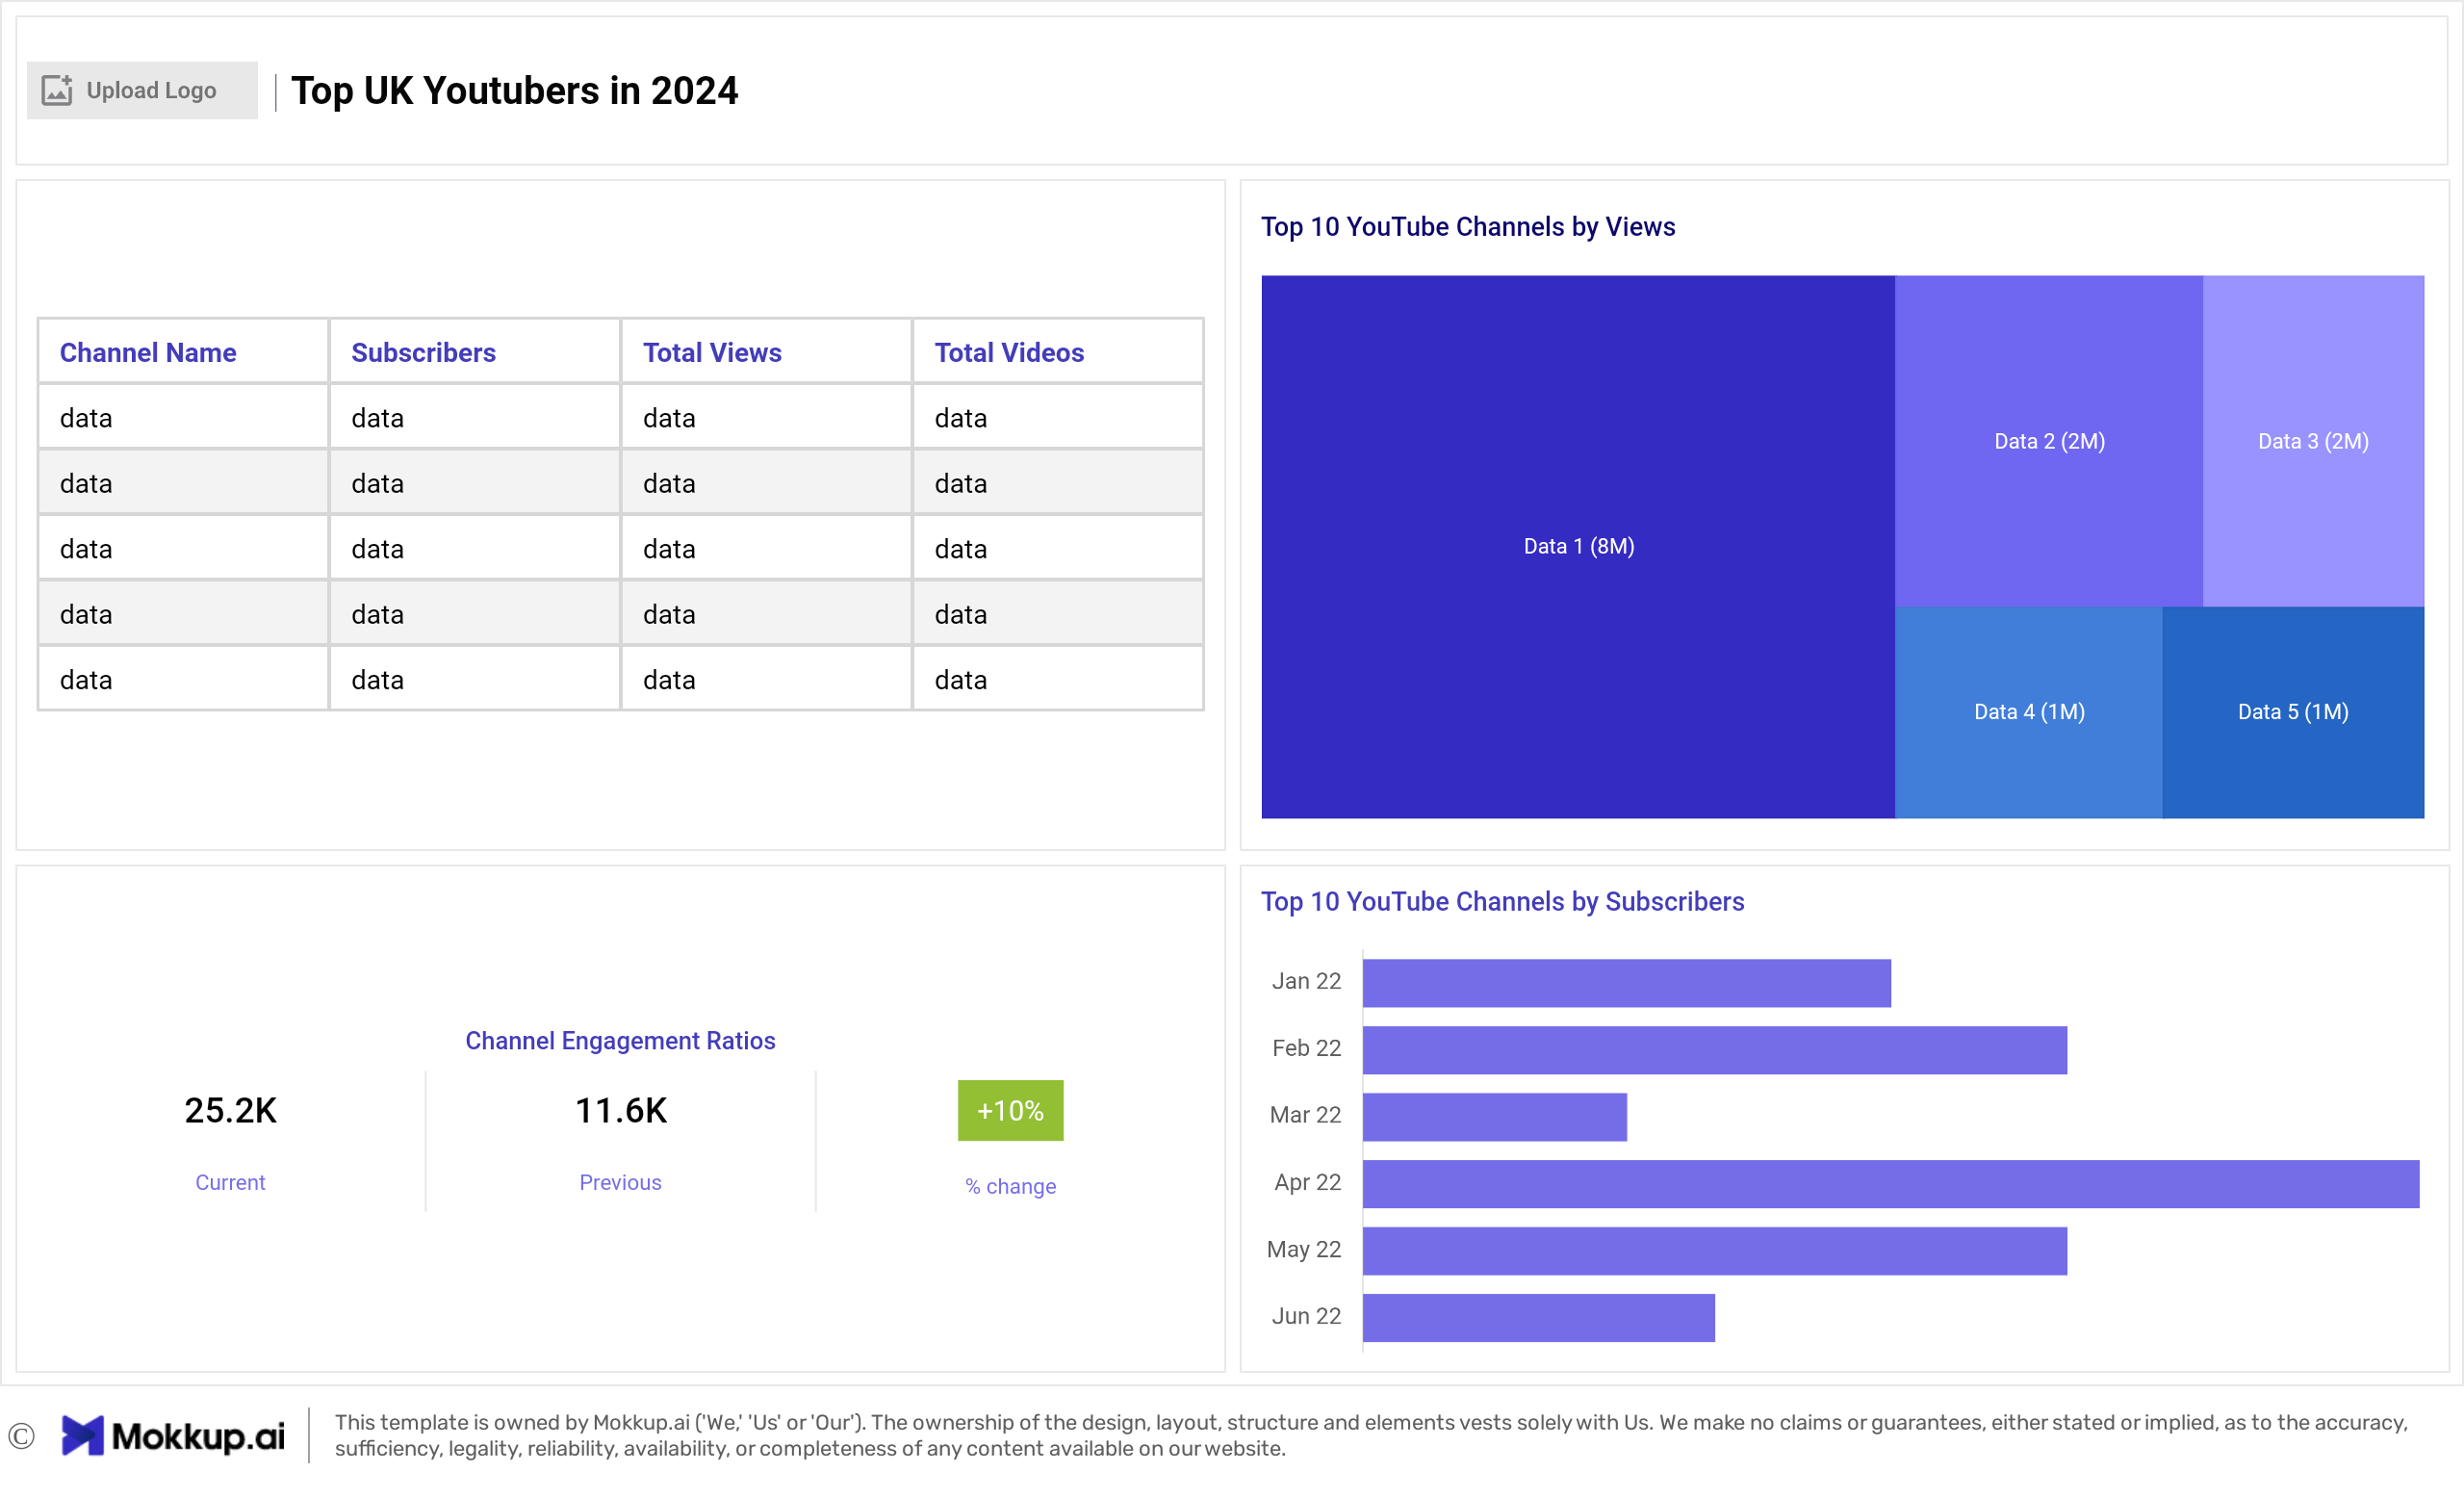 Upload Logo
Top UK Youtubers in 2024
Channel Name Subscribers Total Views Total Videos
data data data data
data data data data
data data data data
data data data data
data data data data
Top 10 YouTube Channels by Views
Data 1 (8M)
Data 2 (2M)
Data 3 (2M)
Data 4 (1M)
Data 5 (1M)
Channel Engagement Ratios
25.2K
Current
11.6K
Previous
+10%
% change
Top 10 YouTube Channels by Subscribers
Jan 22
Feb 22
Mar 22
Apr 22
May 22
Jun 22
© Mokkup.ai
This template is owned by Mokkup.ai ('We,' 'Us' or 'Our'). The ownership of the design, layout, structure and elements vests solely with Us. We make no claims or guarantees, either stated or implied, as to the accuracy,
sufficiency, legality, reliability, availability, or completeness of any content available on our website.